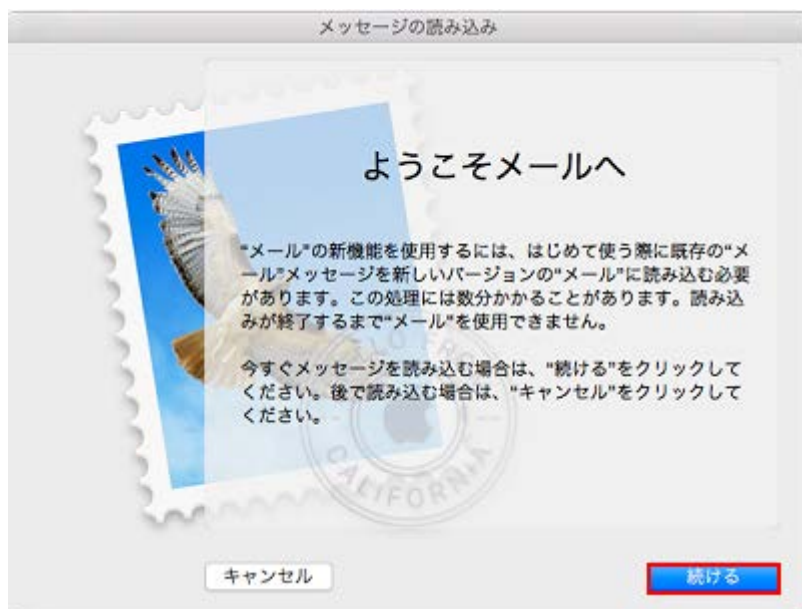 メッセージの読み込み
ようこそメールへ
“メール”の新機能を使用するには、はじめて使う際に既存の“メ
ール”メッセージを新しいバージョンの“メール”に読み込む必要
があります。この処理には数分かかることがあります。読み込
みが終了するまで“メール”を使用できません。
今すぐメッセージを読み込む場合は、“続ける”をクリックして
ください。後で読み込む場合は、“キャンセル”をクリックして
ください。
CALIFORNIA
キャンセル
続ける